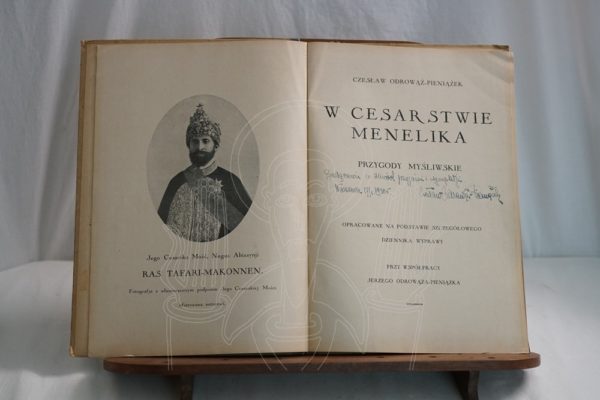 Jego Cesarska Mość, Negus Abisynji
RAS TAFARI-MAKONNEN.
Fotografja z własnoręcznym podpisem Jego Cesarskiej Mości
CZESŁAW ODROWĄŻ-PIENIĄŻEK
W CESARSTWIE
MENELIKA
PRZYGODY MYŚLIWSKIE
OPRACOWANE NA PODSTAWIE SZCZEGÓŁOWEGO
DZIENNIKA WYPRAWY
PRZY WSPÓŁPRACY
JERZEGO ODROWĄŻA-PIENIĄŻKA